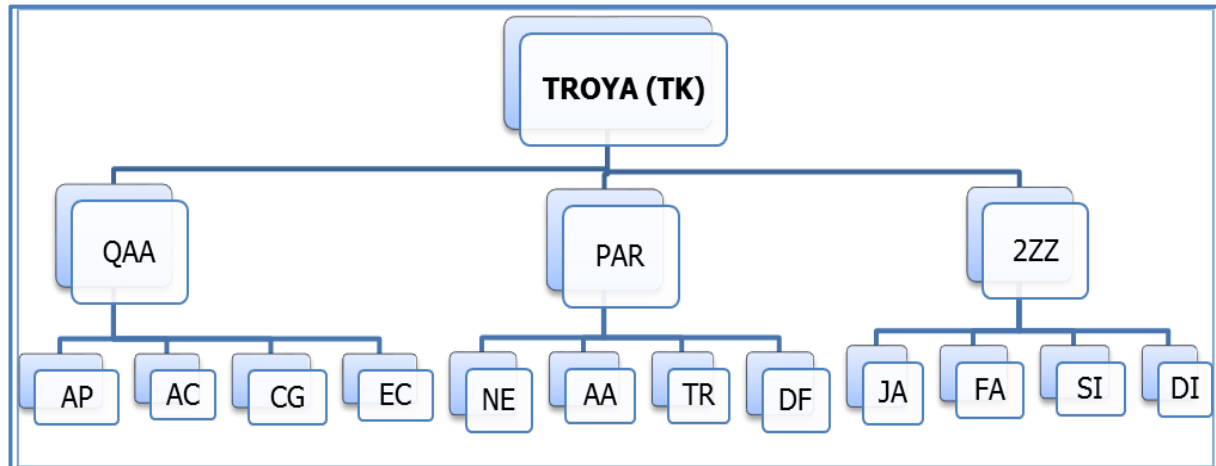 TROYA (TK)
QAA
PAR
2ZZ
AP
AC
CG
EC
NE
AA
TR
DF
JA
FA
SI
DI